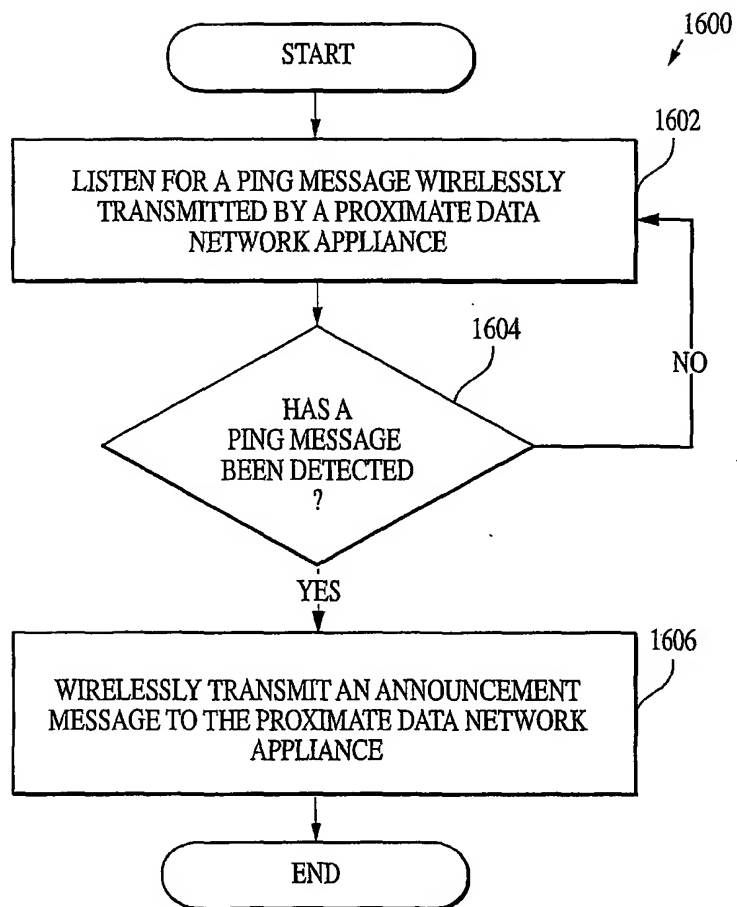 1600
START
1602
LISTEN FOR A PING MESSAGE WIRELESSLY
TRANSMITTED BY A PROXIMATE DATA
NETWORK APPLIANCE
1604
HAS A
PING MESSAGE
BEEN DETECTED
?
NO
YES
1606
WIRELESSLY TRANSMIT AN ANNOUNCEMENT
MESSAGE TO THE PROXIMATE DATA NETWORK
APPLIANCE
END